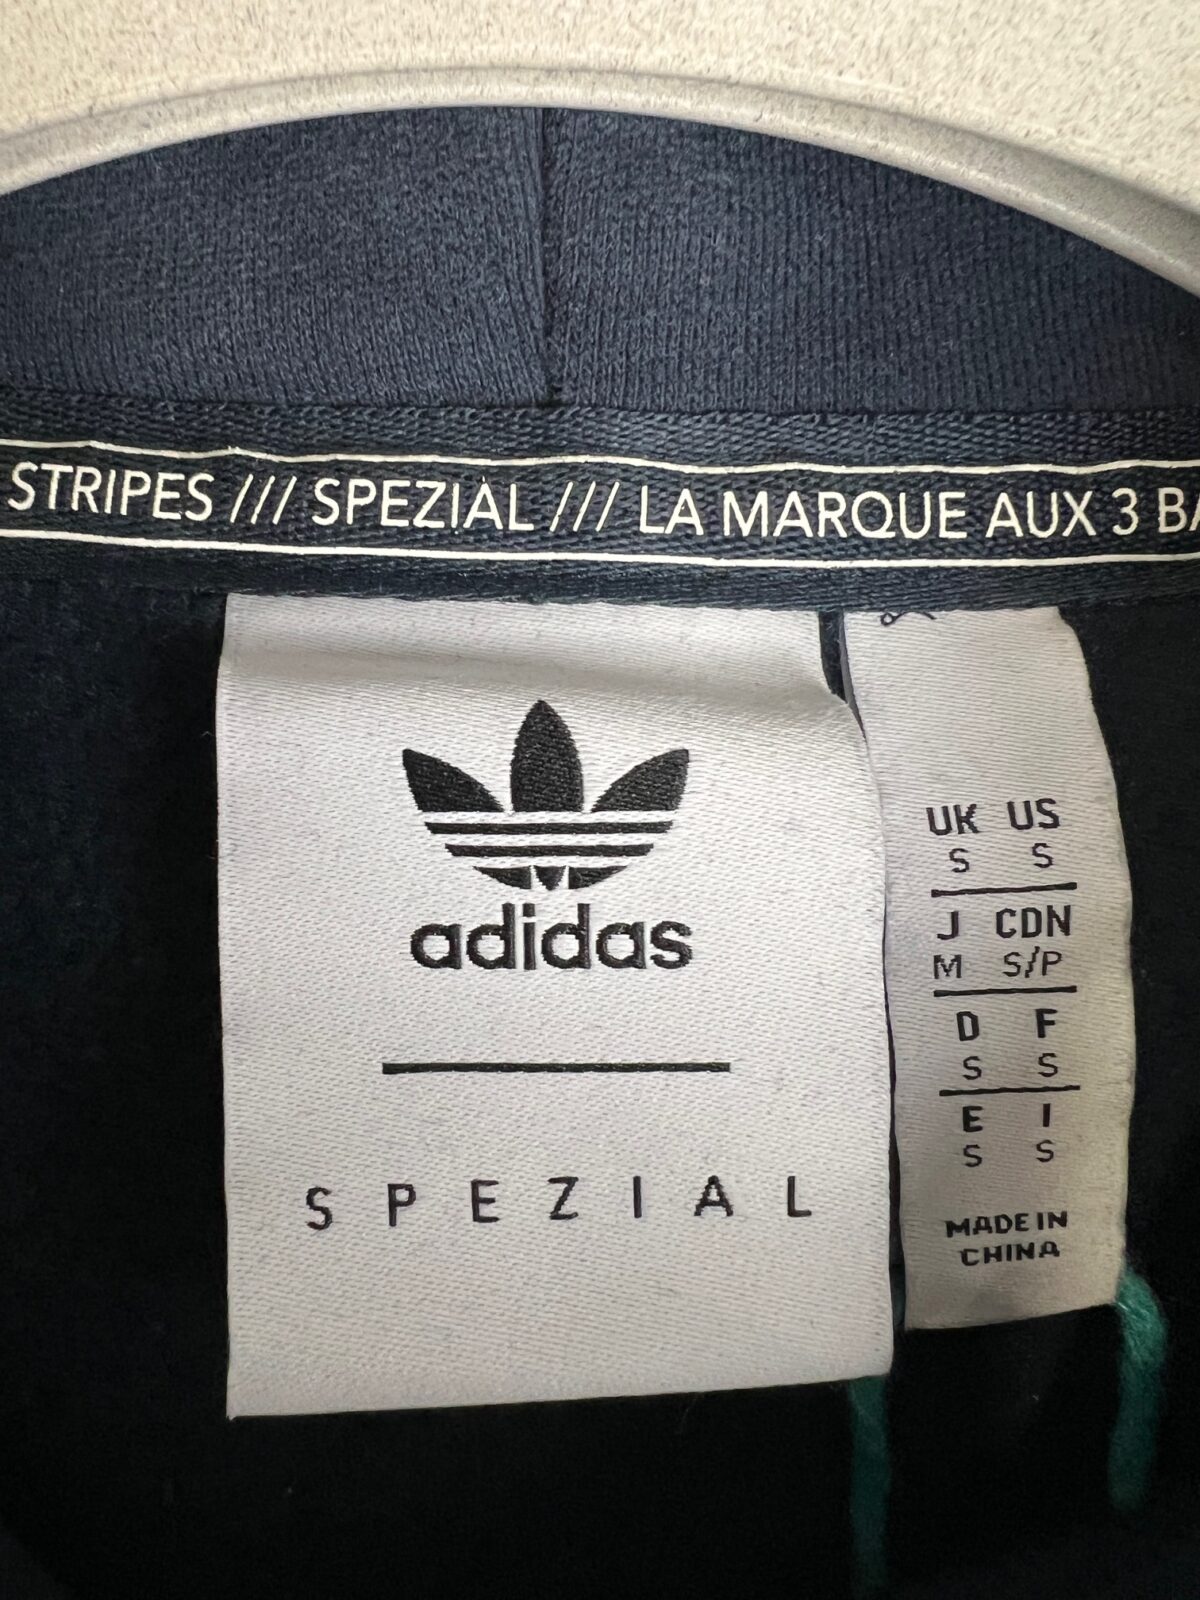 STRIPES /// SPEZIAL /// LA MARQUE AUX 3 BA
adidas
SPEZIAL
UK US
S S
J CDN
M S/P
D F
S S
E I
S S
MADE IN
CHINA